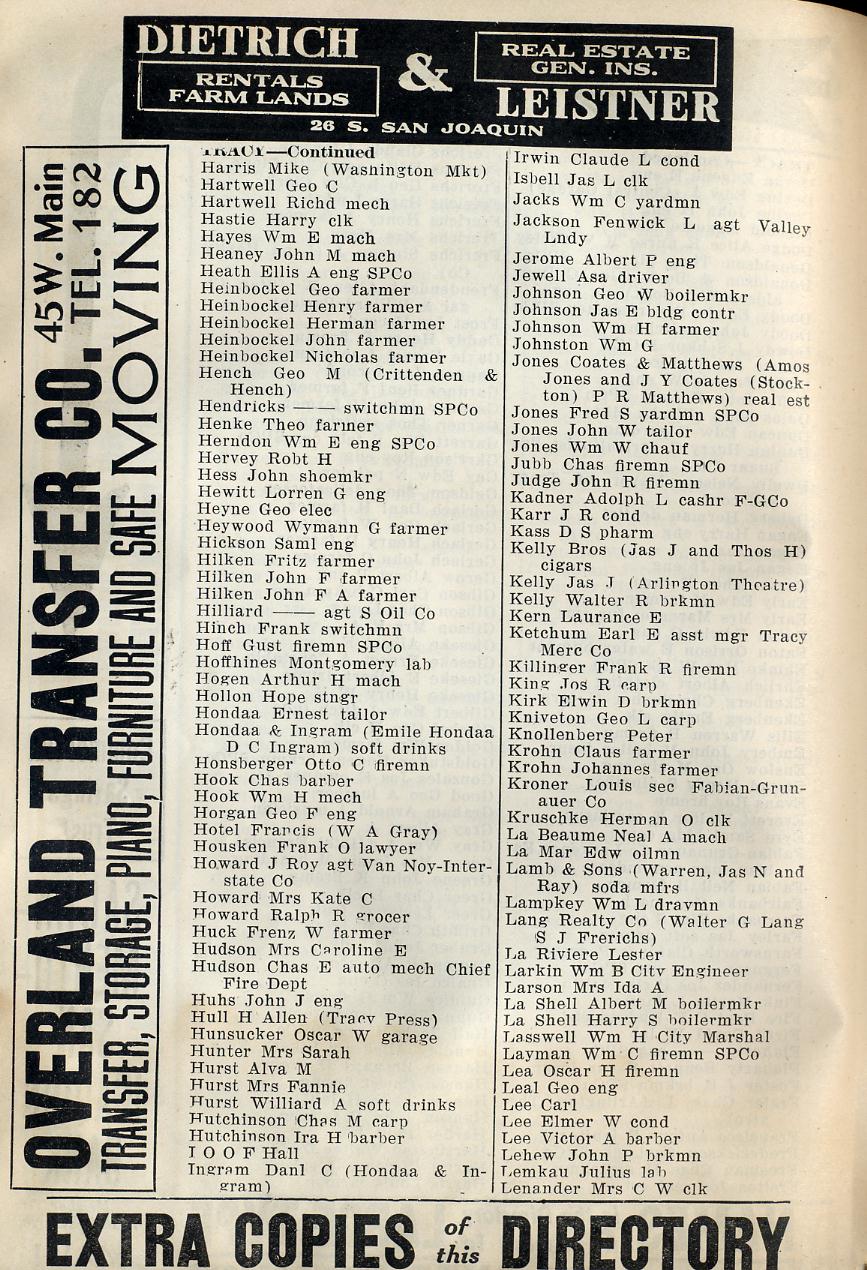 DIETRICH
RENTALS
FARM LANDS
&
REAL ESTATE
GEN. INS.
LEISTNER
26 S. SAN JOAQUIN
OVERLAND TRANSFER CO. 45 W. Main
TEL. 182
TRANSFER, STORAGE, PIANO, FURNITURE AND SAFE MOVING
TRACY—Continued
Harris Mike (Washington Mkt)
Hartwell Geo C
Hartwell Richd mech
Hastie Harry clk
Hayes Wm E mach
Heaney John M mach
Heath Ellis A eng SPCo
Heinbockel Geo farmer
Heinbockel Henry farmer
Heinbockel Herman farmer
Heinbockel John farmer
Heinbockel Nicholas farmer
Hench Geo M (Crittenden &
Hench)
Hendricks —— switchmn SPCo
Henke Theo farmer
Herndon Wm E eng SPCo
Hervey Robt H
Hess John shoemkr
Hewitt Lorren G eng
Heyne Geo elec
Heywood Wymann G farmer
Hickson Saml eng
Hilken Fritz farmer
Hilken John F farmer
Hilken John F A farmer
Hilliard —— agt S Oil Co
Hinch Frank switchmn
Hoff Gust firemn SPCo
Hoffhines Montgomery lab
Hogen Arthur H mach
Hollon Hope stngr
Hondaa Ernest tailor
Hondaa & Ingram (Emile Hondaa
D C Ingram) soft drinks
Honsberger Otto C firemn
Hook Chas barber
Hook Wm H mech
Horgan Geo F eng
Hotel Francis (W A Gray)
Housken Frank O lawyer
Howard J Roy agt Van Noy-Inter-
state Co
Howard Mrs Kate C
Howard Ralph R grocer
Huck Frenz W farmer
Hudson Mrs Caroline E
Hudson Chas E auto mech Chief
Fire Dept
Huhs John J eng
Hull H Allen (Tracy Press)
Hunsucker Oscar W garage
Hunter Mrs Sarah
Hurst Alva M
Hurst Mrs Fannie
Hurst Williard A soft drinks
Hutchinson Chas M carp
Hutchinson Ira H barber
I O O F Hall
Ingram Danl C (Hondaa & In-
gram)
Irwin Claude L cond
Isbell Jas L clk
Jacks Wm C yardmn
Jackson Fenwick L agt Valley
Lndy
Jerome Albert P eng
Jewell Asa driver
Johnson Geo W boilermkr
Johnson Jas E bldg contr
Johnson Wm H farmer
Johnston Wm G
Jones Coates & Matthews (Amos
Jones and J Y Coates (Stock-
ton) P R Matthews) real est
Jones Fred S yardmn SPCo
Jones John W tailor
Jones Wm W chauf
Jubb Chas firemn SPCo
Judge John R firemn
Kadner Adolph L cashr F-GCo
Karr J R cond
Kass D S pharm
Kelly Bros (Jas J and Thos H)
cigars
Kelly Jas J (Arlington Theatre)
Kelly Walter R brkmn
Kern Laurance E
Ketchum Earl E asst mgr Tracy
Merc Co
Killinger Frank R firemn
King Jos R carp
Kirk Elwin D brkmn
Kniveton Geo L carp
Knollenberg Peter
Krohn Claus farmer
Krohn Johannes farmer
Kroner Louis sec Fabian-Grun-
auer Co
Kruschke Herman O clk
La Beaume Neal A mach
La Mar Edw oilmn
Lamb & Sons (Warren, Jas N and
Ray) soda mfrs
Lampkey Wm L draymn
Lang Realty Co (Walter G Lang
S J Frerichs)
La Riviere Lester
Larkin Wm B City Engineer
Larson Mrs Ida A
La Shell Albert M boilermkr
La Shell Harry S boilermkr
Lasswell Wm H City Marshal
Layman Wm C firemn SPCo
Lea Oscar H firemn
Leal Geo eng
Lee Carl
Lee Elmer W cond
Lee Victor A barber
Lehew John P brkmn
Lemkau Julius lab
Lenander Mrs C W clk
EXTRA COPIES of this DIRECTORY